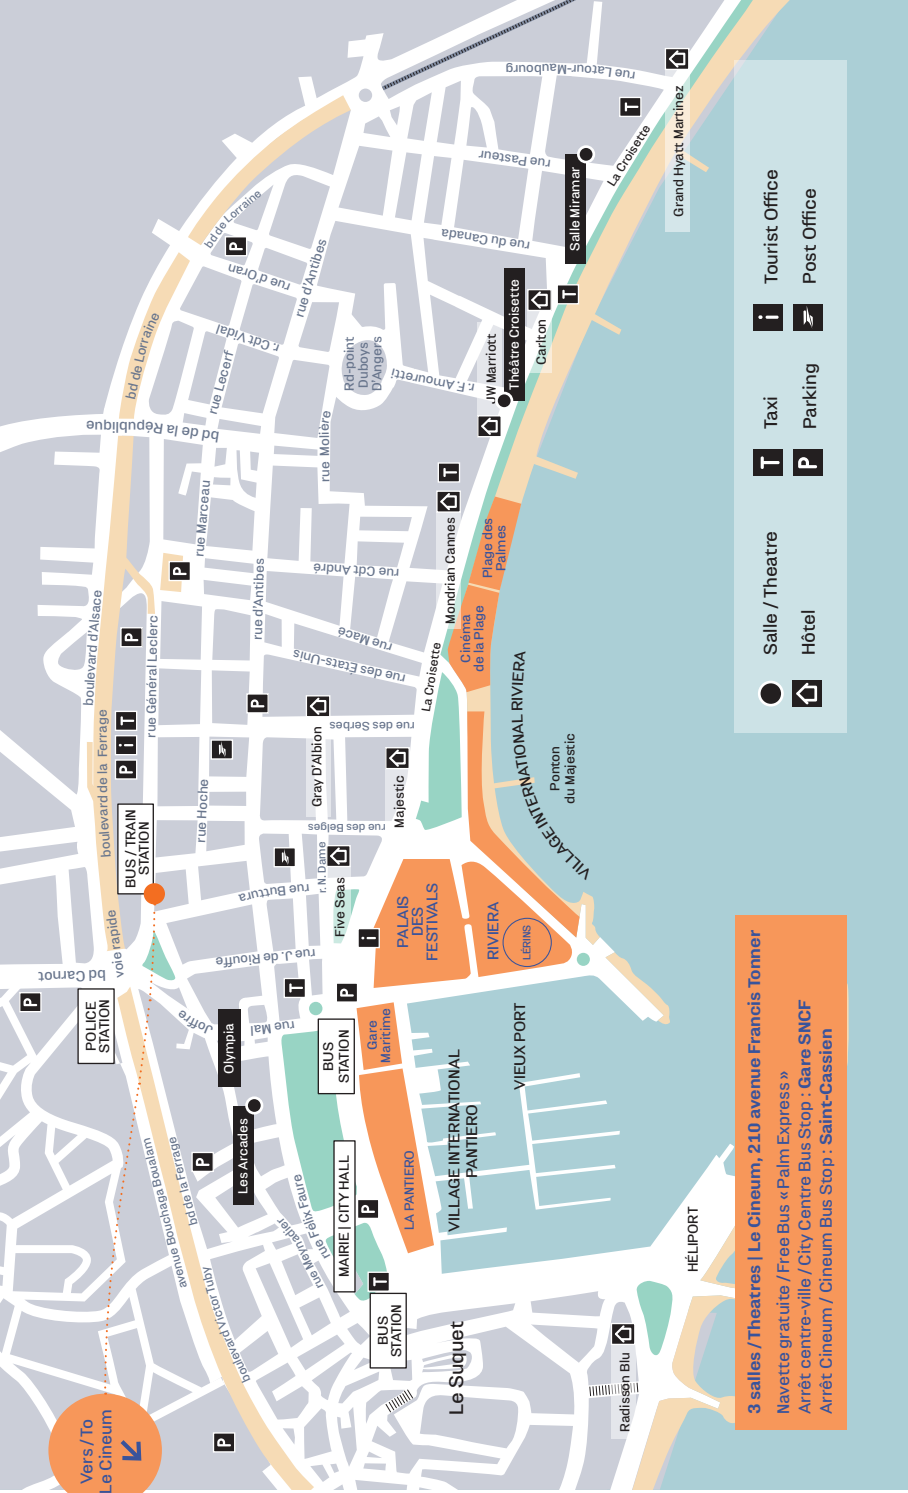 Vers / To
Le Cineum
P
P
P
P
avenue Bouchaga Boualam
bd de la Ferrage
boulevard Victor Tuby
POLICE
STATION
bd Carnot
voie rapide
BUS / TRAIN
STATION
boulevard de la Ferrage
boulevard d'Alsace
P
i
T
P
P
P
rue Général Leclerc
bd de la République
bd de Lorraine
bd de Lorraine
P
rue d'Oran
r. Cdt Vidal
rue Lecerf
rue Marceau
rue Hoche
rue d'Antibes
rue d'Antibes
rue Molière
Rd-point
Duboys
D'Angers
r. F. Amouretti
rue du Canada
rue Pasteur
rue Latour-Maubourg
rue Cdt André
rue Macé
rue des États-Unis
rue des Serbes
rue des Belges
r. N. Dame
rue Buttura
rue J. de Riouffe
rue Mal
Joffre
rue Meynadier
rue Félix Faure
Olympia
Les Arcades
MAIRIE | CITY HALL
BUS
STATION
BUS
STATION
T
P
T
P
i
Five Seas
Gray D'Albion
Majestic
Mondrian Cannes
T
JW Marriott
Théâtre Croisette
Carlton
T
Salle Miramar
T
Grand Hyatt Martinez
La Croisette
La Croisette
Plage des
Palmes
Cinéma
de la Plage
VILLAGE INTERNATIONAL RIVIERA
Ponton
du Majestic
PALAIS
DES
FESTIVALS
RIVIERA
LÉRINS
Gare
Maritime
LA PANTIERO
VILLAGE INTERNATIONAL
PANTIERO
VIEUX PORT
HÉLIPORT
Le Suquet
Radisson Blu
Salle / Theatre
Hôtel
T Taxi
P Parking
i Tourist Office
Post Office
3 salles / Theatres | Le Cineum, 210 avenue Francis Tonner
Navette gratuite / Free Bus « Palm Express »
Arrêt centre-ville / City Centre Bus Stop : Gare SNCF
Arrêt Cineum / Cineum Bus Stop : Saint-Cassien